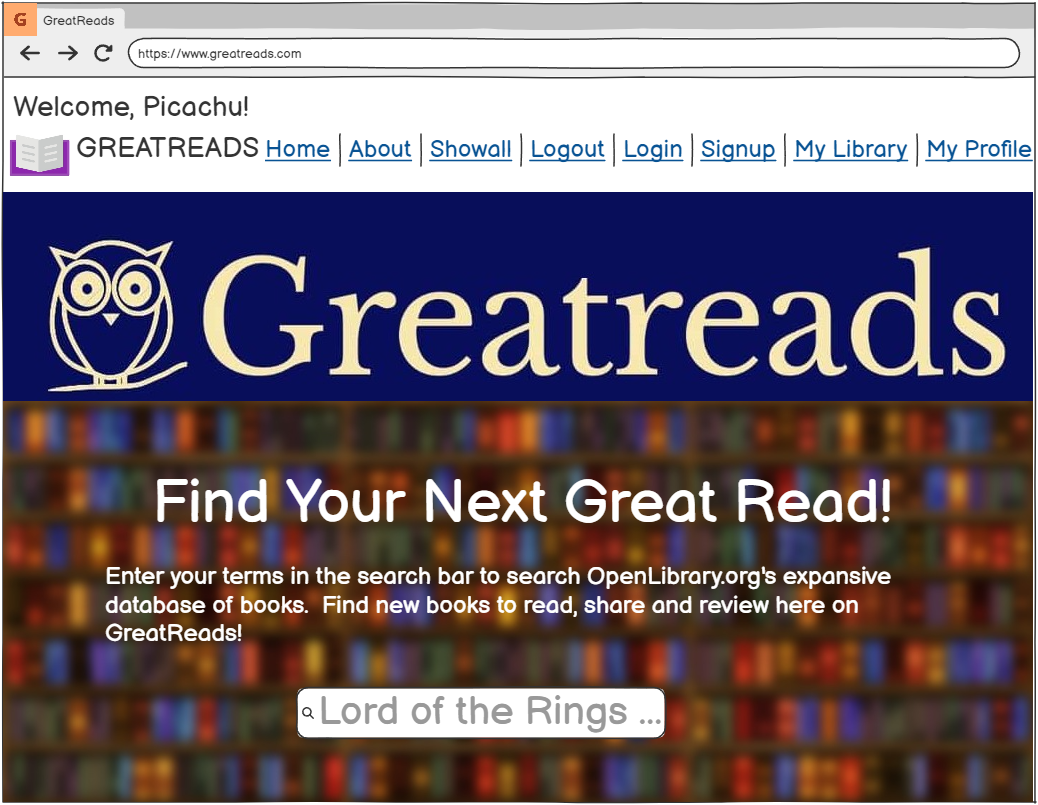 G GreatReads
https://www.greatreads.com
Welcome, Picachu!
GREATREADS Home About Showall Logout Login Signup My Library My Profile
Greatreads
Find Your Next Great Read!
Enter your terms in the search bar to search OpenLibrary.org's expansive
database of books.  Find new books to read, share and review here on
GreatReads!
Lord of the Rings ...